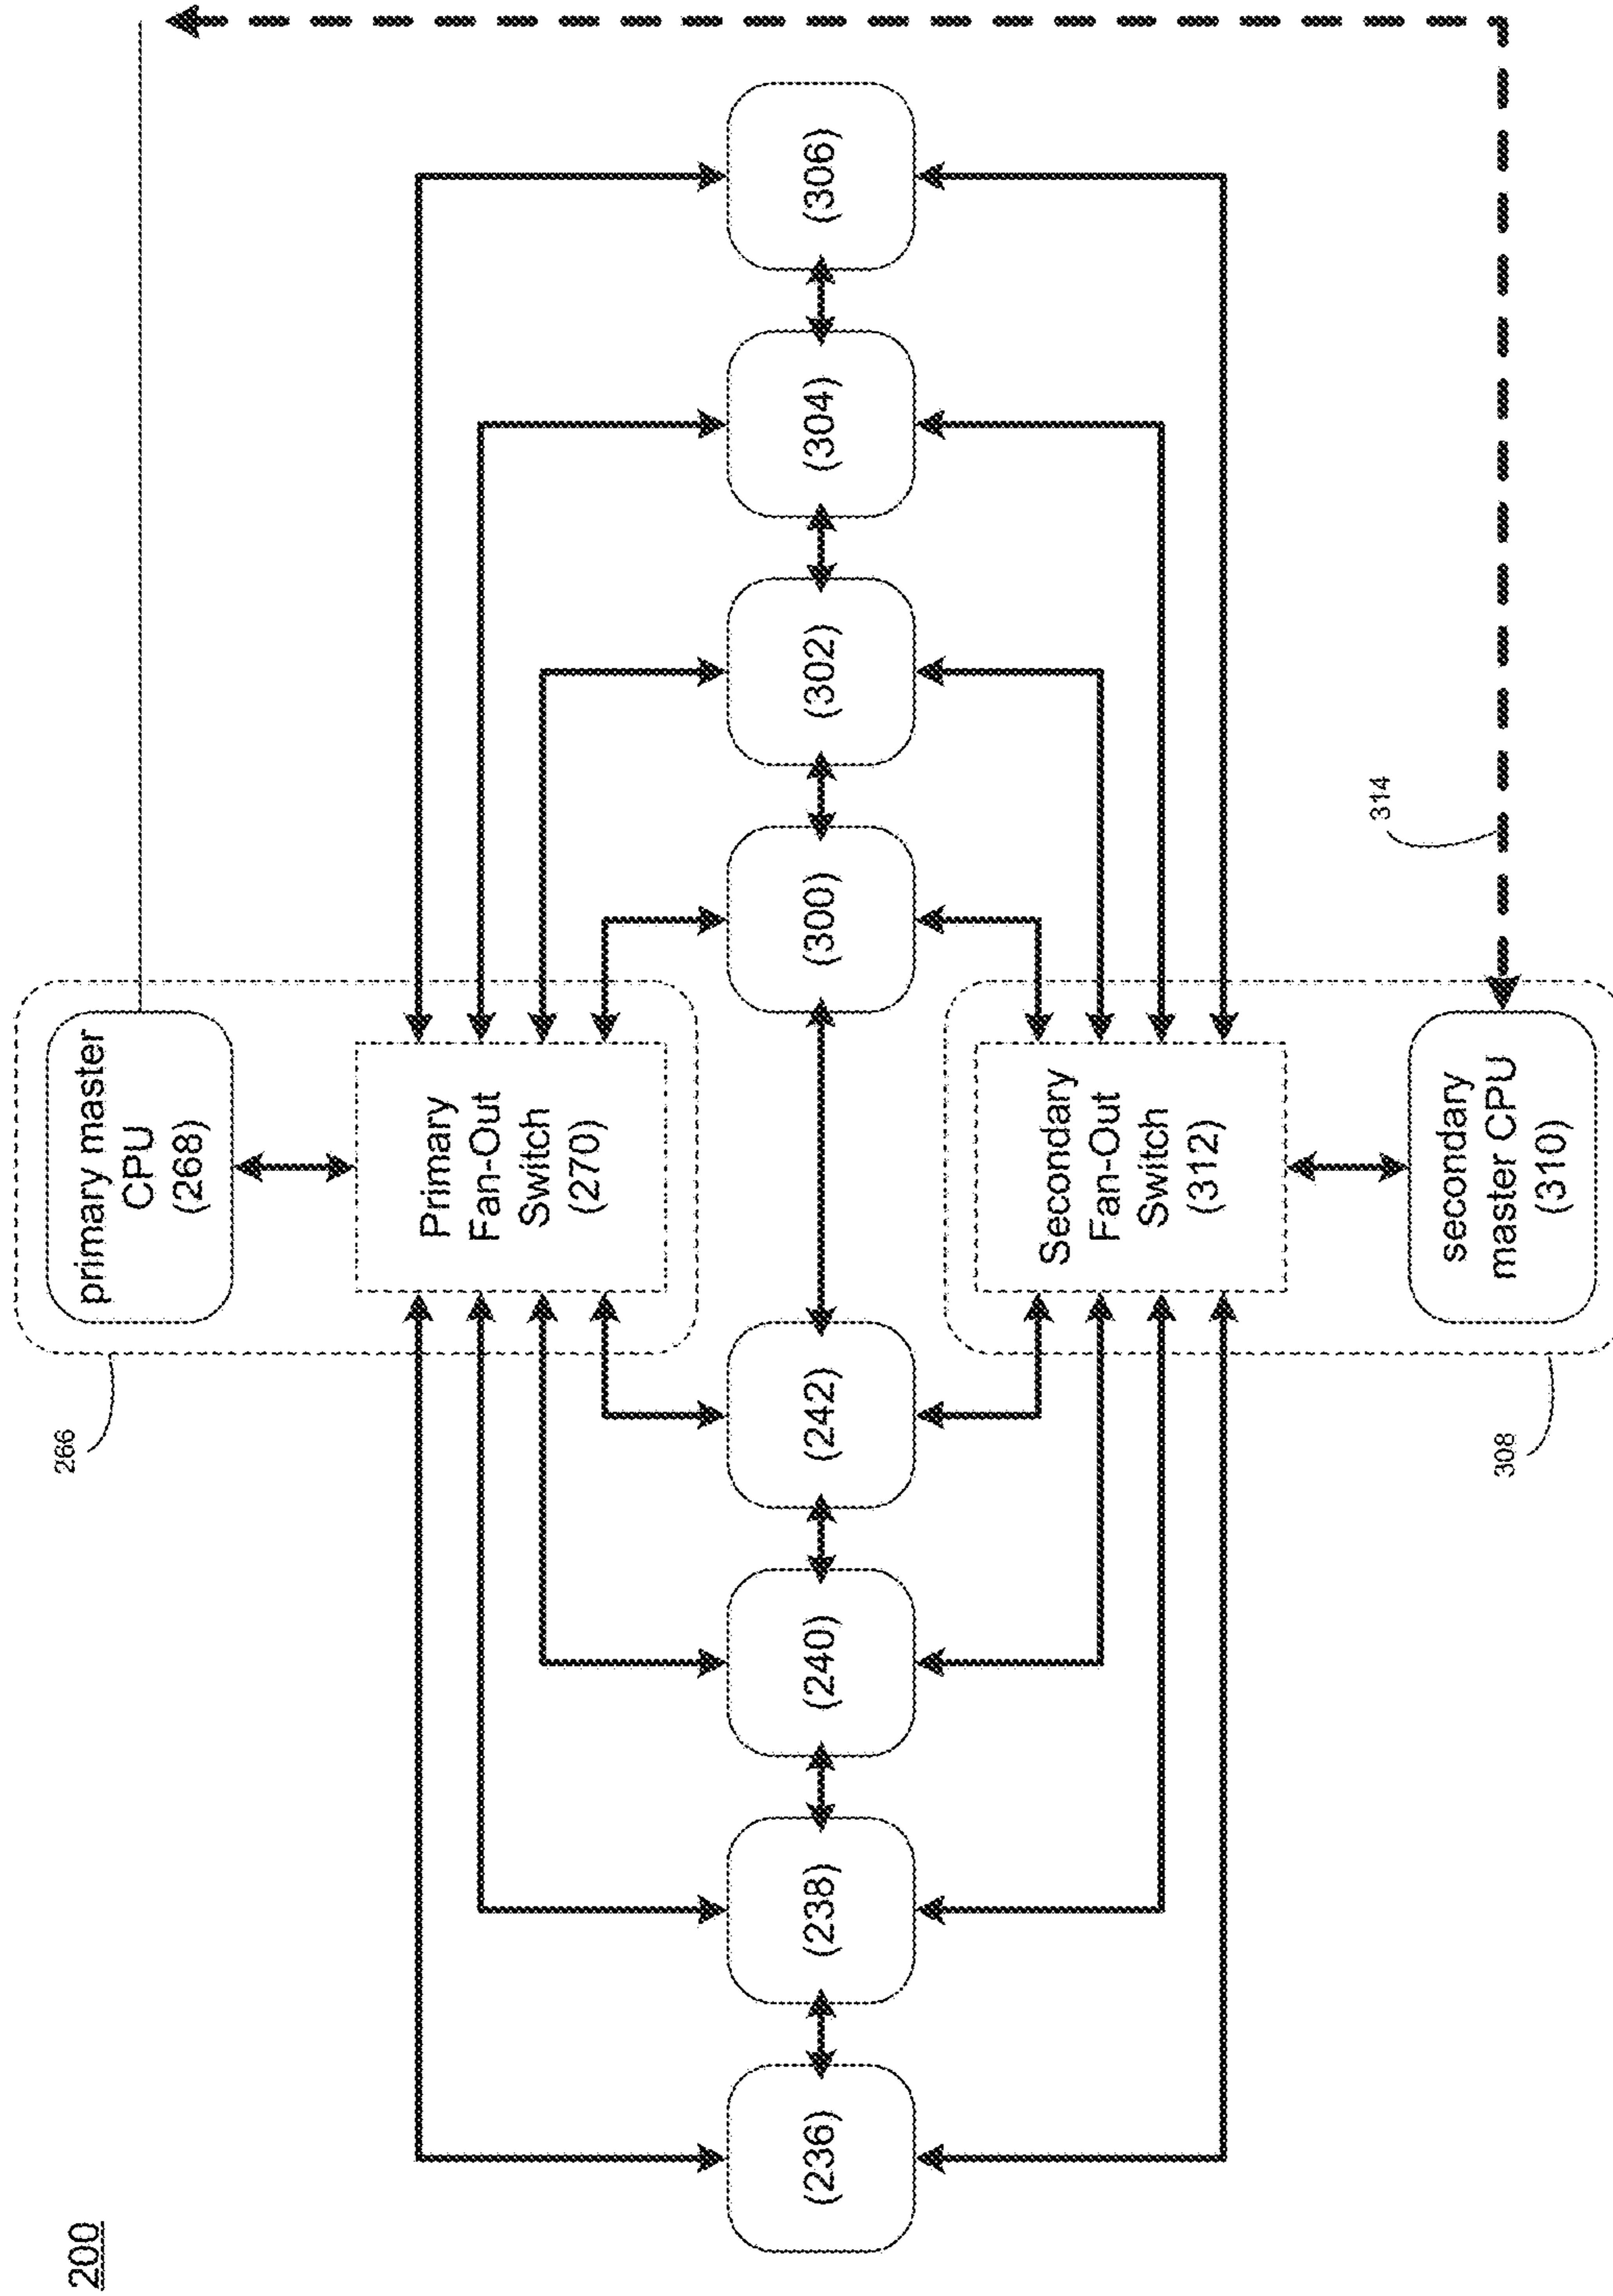 200
266
primary master
CPU
(268)
Primary
Fan-Out
Switch
(270)
(236)
(238)
(240)
(242)
(300)
(302)
(304)
(306)
Secondary
Fan-Out
Switch
(312)
314
308
secondary
master CPU
(310)